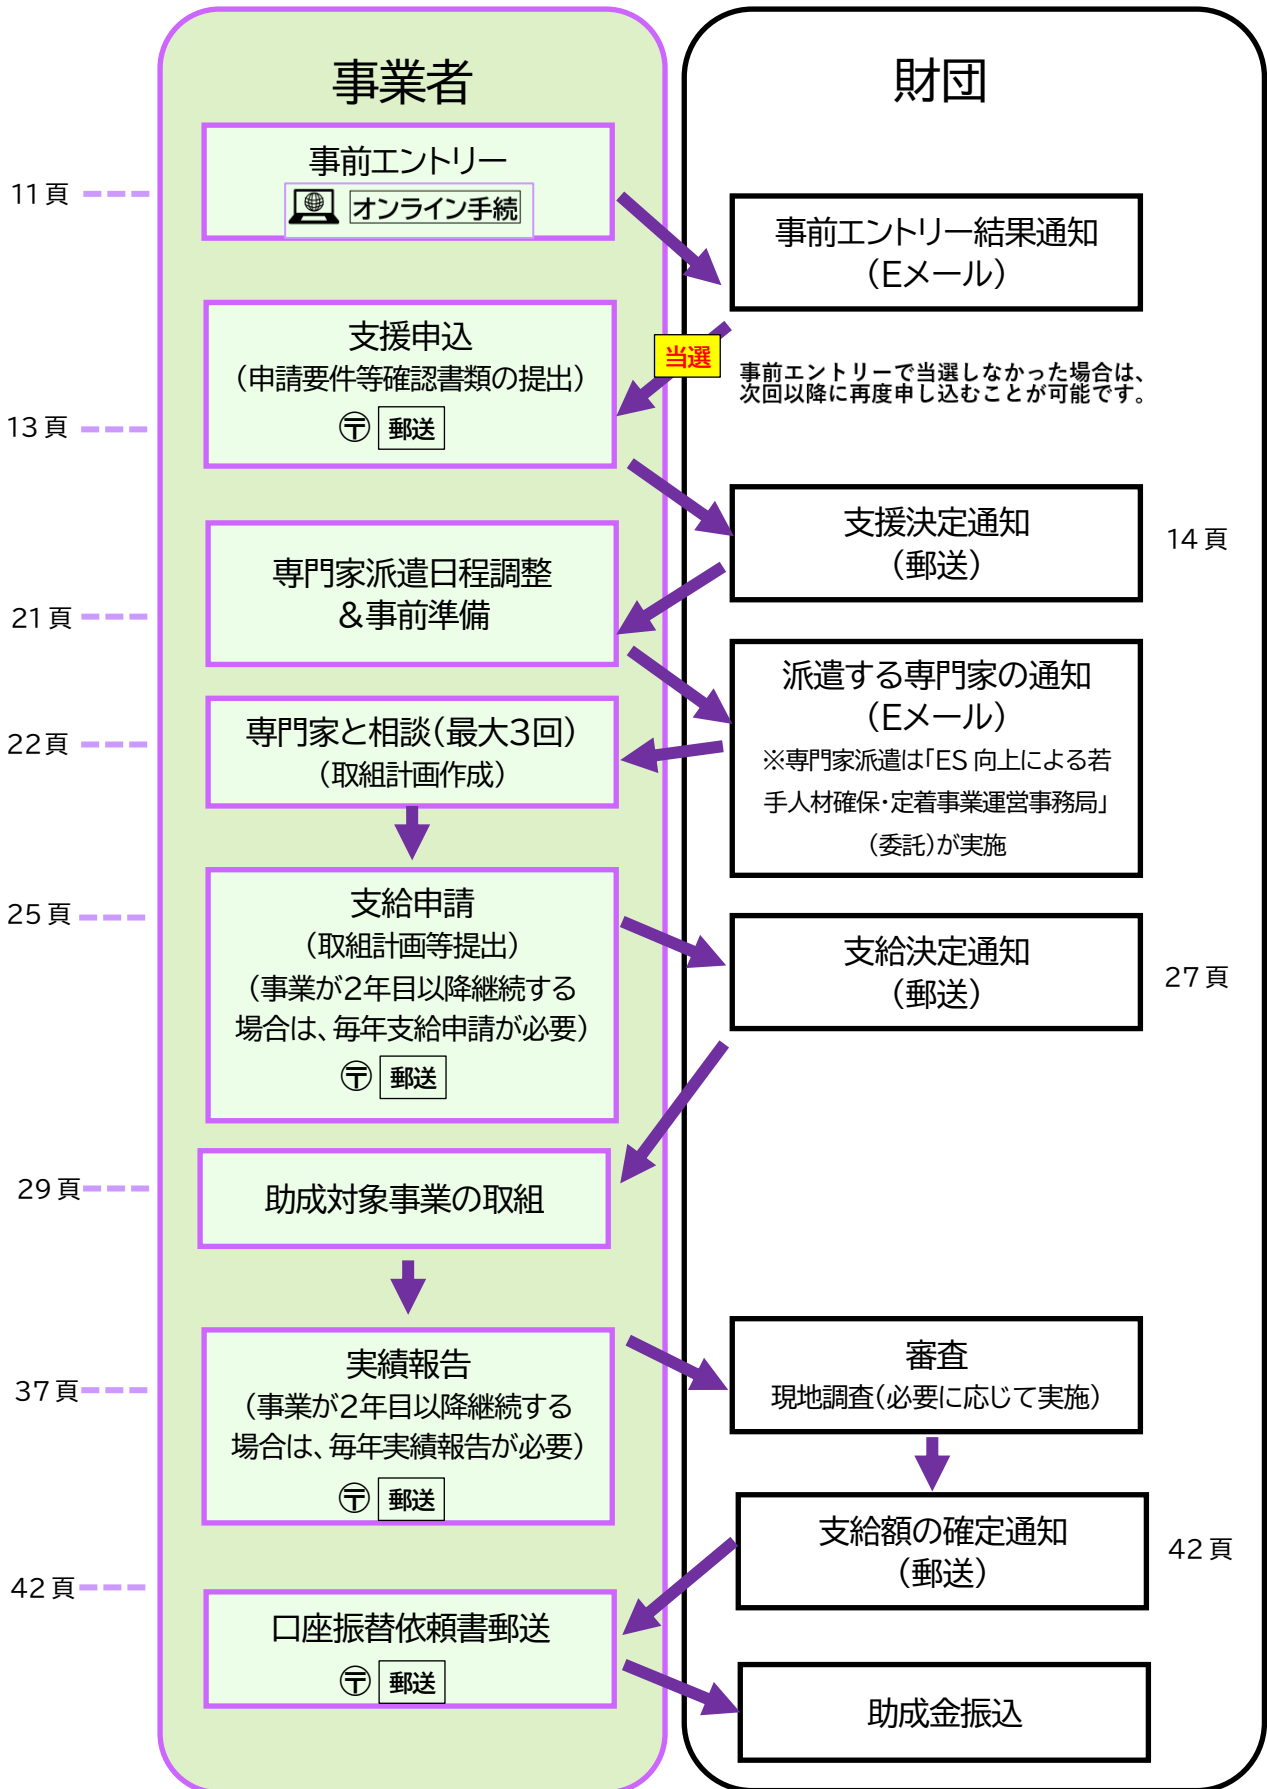 事業者
財団
事前エントリー
オンライン手続
11頁
事前エントリー結果通知
（Eメール）
当選
事前エントリーで当選しなかった場合は、
次回以降に再度申し込むことが可能です。
支援申込
（申請要件等確認書類の提出）
〒 郵送
13頁
支援決定通知
（郵送）
14頁
専門家派遣日程調整
＆事前準備
21頁
派遣する専門家の通知
（Eメール）
※専門家派遣は「ES 向上による若
手人材確保・定着事業運営事務局」
（委託）が実施
専門家と相談（最大3回）
（取組計画作成）
22頁
支給申請
（取組計画等提出）
（事業が2年目以降継続する
場合は、毎年支給申請が必要）
〒 郵送
25頁
支給決定通知
（郵送）
27頁
助成対象事業の取組
29頁
実績報告
（事業が2年目以降継続する
場合は、毎年実績報告が必要）
〒 郵送
37頁
審査
現地調査（必要に応じて実施）
支給額の確定通知
（郵送）
42頁
42頁
口座振替依頼書郵送
〒 郵送
助成金振込